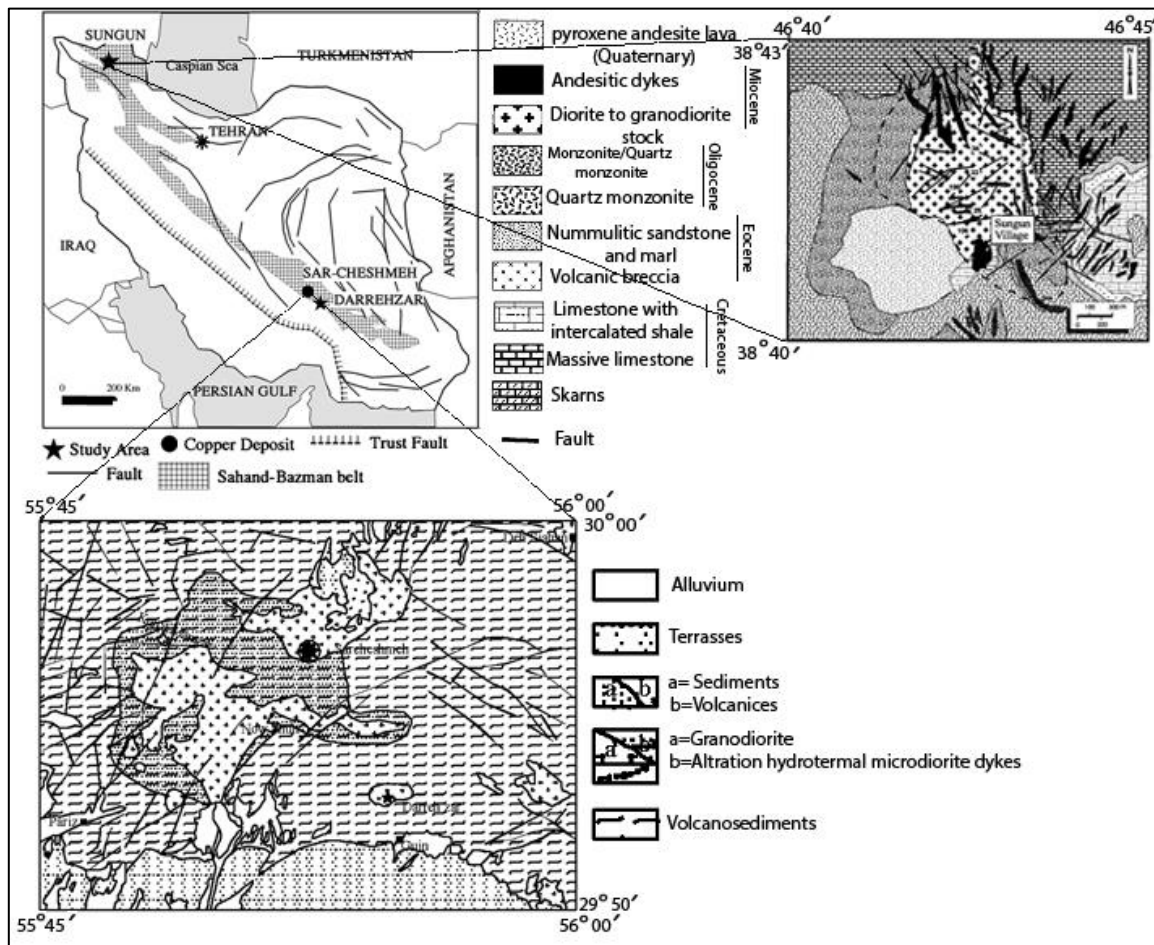 SUNGUN
TURKMENISTAN
Caspian Sea
TEHRAN
AFGHANISTAN
IRAQ
SAR-CHESHMEH
DARREHZAR
0 200 Km
PERSIAN GULF
Study Area
Copper Deposit
Trust Fault
Fault
Sahand-Bazman belt
pyroxene andesite lava
(Quaternary)
Andesitic dykes
Diorite to granodiorite
stock
Miocene
Monzonite/Quartz
monzonite
Quartz monzonite
Oligocene
Nummulitic sandstone
and marl
Volcanic breccia
Eocene
Limestone with
intercalated shale
Massive limestone
Cretaceous
Skarns
Fault
46°40′
46°45′
38°43′
N
Sungun
Village
38°40′
55°45′
56°00′
30°00′
Sarcheshmeh
Darreh zar
Pariz
Guin
29°50′
55°45′
56°00′
Alluvium
Terrasses
a b
a= Sediments
b=Volcanices
a b
a=Granodiorite
b=Altration hydrotermal microdiorite dykes
Volcanosediments